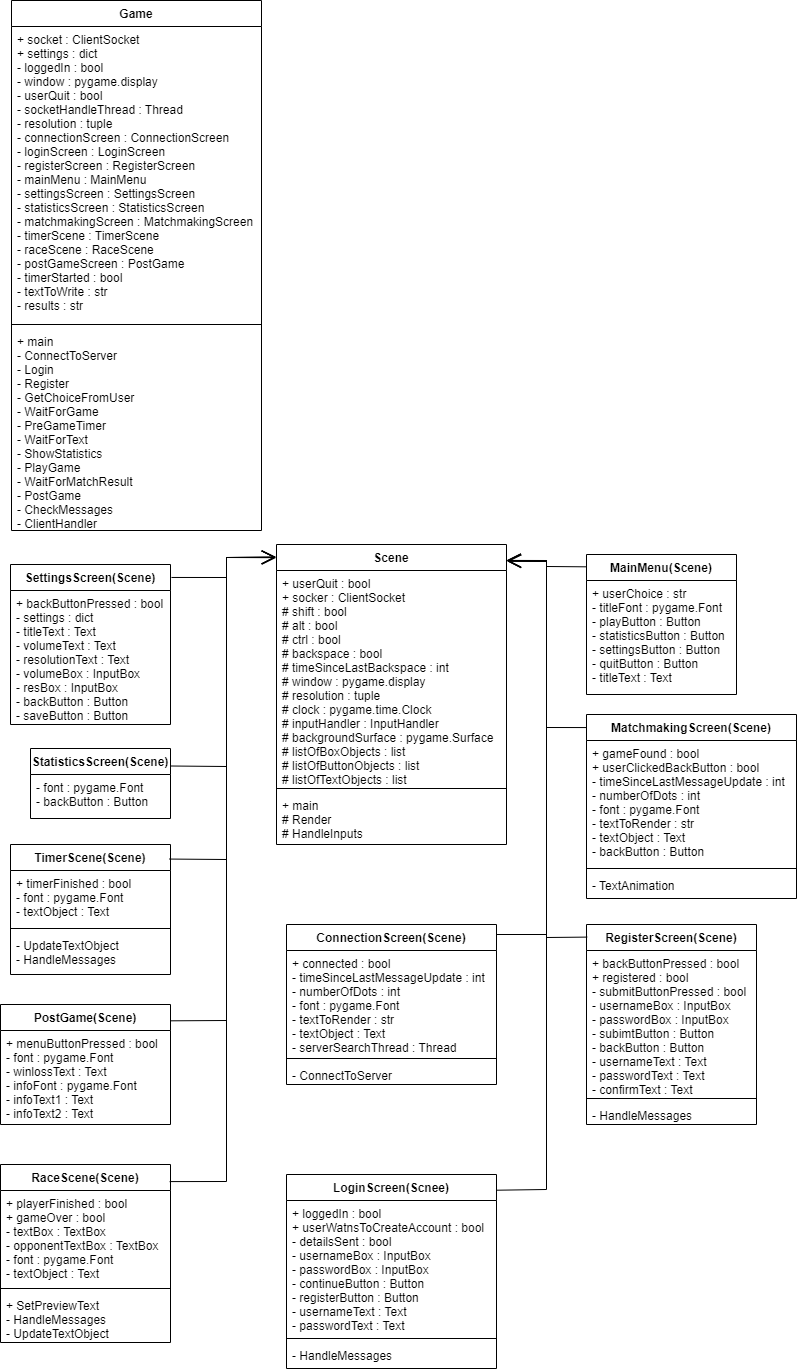 Game
+ socket : ClientSocket
+ settings : dict
- loggedIn : bool
- window : pygame.display
- userQuit : bool
- socketHandleThread : Thread
- resolution : tuple
- connectionScreen : ConnectionScreen
- loginScreen : LoginScreen
- registerScreen : RegisterScreen
- mainMenu : MainMenu
- settingsScreen : SettingsScreen
- statisticsScreen : StatisticsScreen
- matchmakingScreen : MatchmakingScreen
- timerScene : TimerScene
- raceScene : RaceScene
- postGameScreen : PostGame
- timerStarted : bool
- textToWrite : str
- results : str
+ main
- ConnectToServer
- Login
- Register
- GetChoiceFromUser
- WaitForGame
- PreGameTimer
- WaitForText
- ShowStatistics
- PlayGame
- WaitForMatchResult
- PostGame
- CheckMessages
- ClientHandler
SettingsScreen(Scene)
+ backButtonPressed : bool
- settings : dict
- titleText : Text
- volumeText : Text
- resolutionText : Text
- volumeBox : InputBox
- resBox : InputBox
- backButton : Button
- saveButton : Button
Scene
+ userQuit : bool
+ socker : ClientSocket
# shift : bool
# alt : bool
# ctrl : bool
# backspace : bool
# timeSinceLastBackspace : int
# window : pygame.display
# resolution : tuple
# clock : pygame.time.Clock
# inputHandler : InputHandler
# backgroundSurface : pygame.Surface
# listOfBoxObjects : list
# listOfButtonObjects : list
# listOfTextObjects : list
+ main
# Render
# HandleInputs
MainMenu(Scene)
+ userChoice : str
- titleFont : pygame.Font
- playButton : Button
- statisticsButton : Button
- settingsButton : Button
- quitButton : Button
- titleText : Text
MatchmakingScreen(Scene)
+ gameFound : bool
+ userClickedBackButton : bool
- timeSinceLastMessageUpdate : int
- numberOfDots : int
- font : pygame.Font
- textToRender : str
- textObject : Text
- backButton : Button
- TextAnimation
StatisticsScreen(Scene)
- font : pygame.Font
- backButton : Button
TimerScene(Scene)
+ timerFinished : bool
- font : pygame.Font
- textObject : Text
- UpdateTextObject
- HandleMessages
ConnectionScreen(Scene)
+ connected : bool
- timeSinceLastMessageUpdate : int
- numberOfDots : int
- font : pygame.Font
- textToRender : str
- textObject : Text
- serverSearchThread : Thread
- ConnectToServer
RegisterScreen(Scene)
+ backButtonPressed : bool
+ registered : bool
- submitButtonPressed : bool
- usernameBox : InputBox
- passwordBox : InputBox
- subimtButton : Button
- backButton : Button
- usernameText : Text
- passwordText : Text
- confirmText : Text
- HandleMessages
PostGame(Scene)
+ menuButtonPressed : bool
- font : pygame.Font
- winlossText : Text
- infoFont : pygame.Font
- infoText1 : Text
- infoText2 : Text
RaceScene(Scene)
+ playerFinished : bool
+ gameOver : bool
- textBox : TextBox
- opponentTextBox : TextBox
- font : pygame.Font
- textObject : Text
+ SetPreviewText
- HandleMessages
- UpdateTextObject
LoginScreen(Scnee)
+ loggedIn : bool
+ userWatnsToCreateAccount : bool
- detailsSent : bool
- usernameBox : InputBox
- passwordBox : InputBox
- continueButton : Button
- registerButton : Button
- usernameText : Text
- passwordText : Text
- HandleMessages